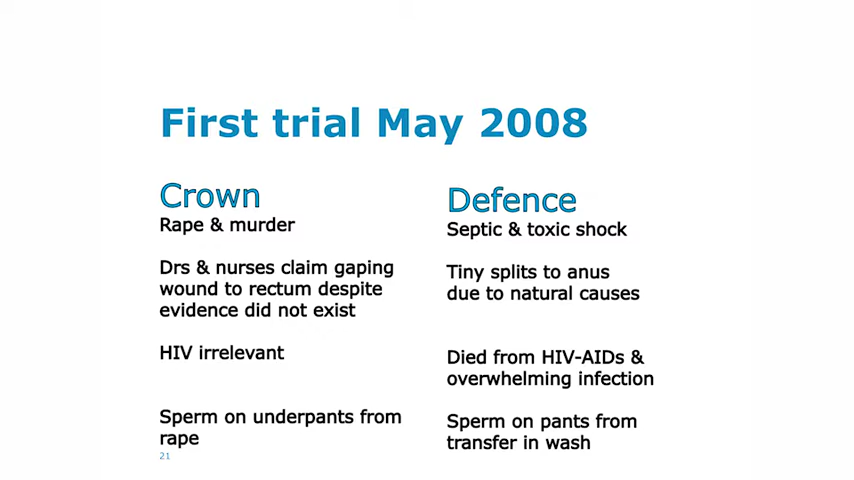 First trial May 2008
Crown
Rape & murder
Drs & nurses claim gaping
wound to rectum despite
evidence did not exist
HIV irrelevant
Sperm on underpants from
rape
Defence
Septic & toxic shock
Tiny splits to anus
due to natural causes
Died from HIV-AIDs &
overwhelming infection
Sperm on pants from
transfer in wash
21